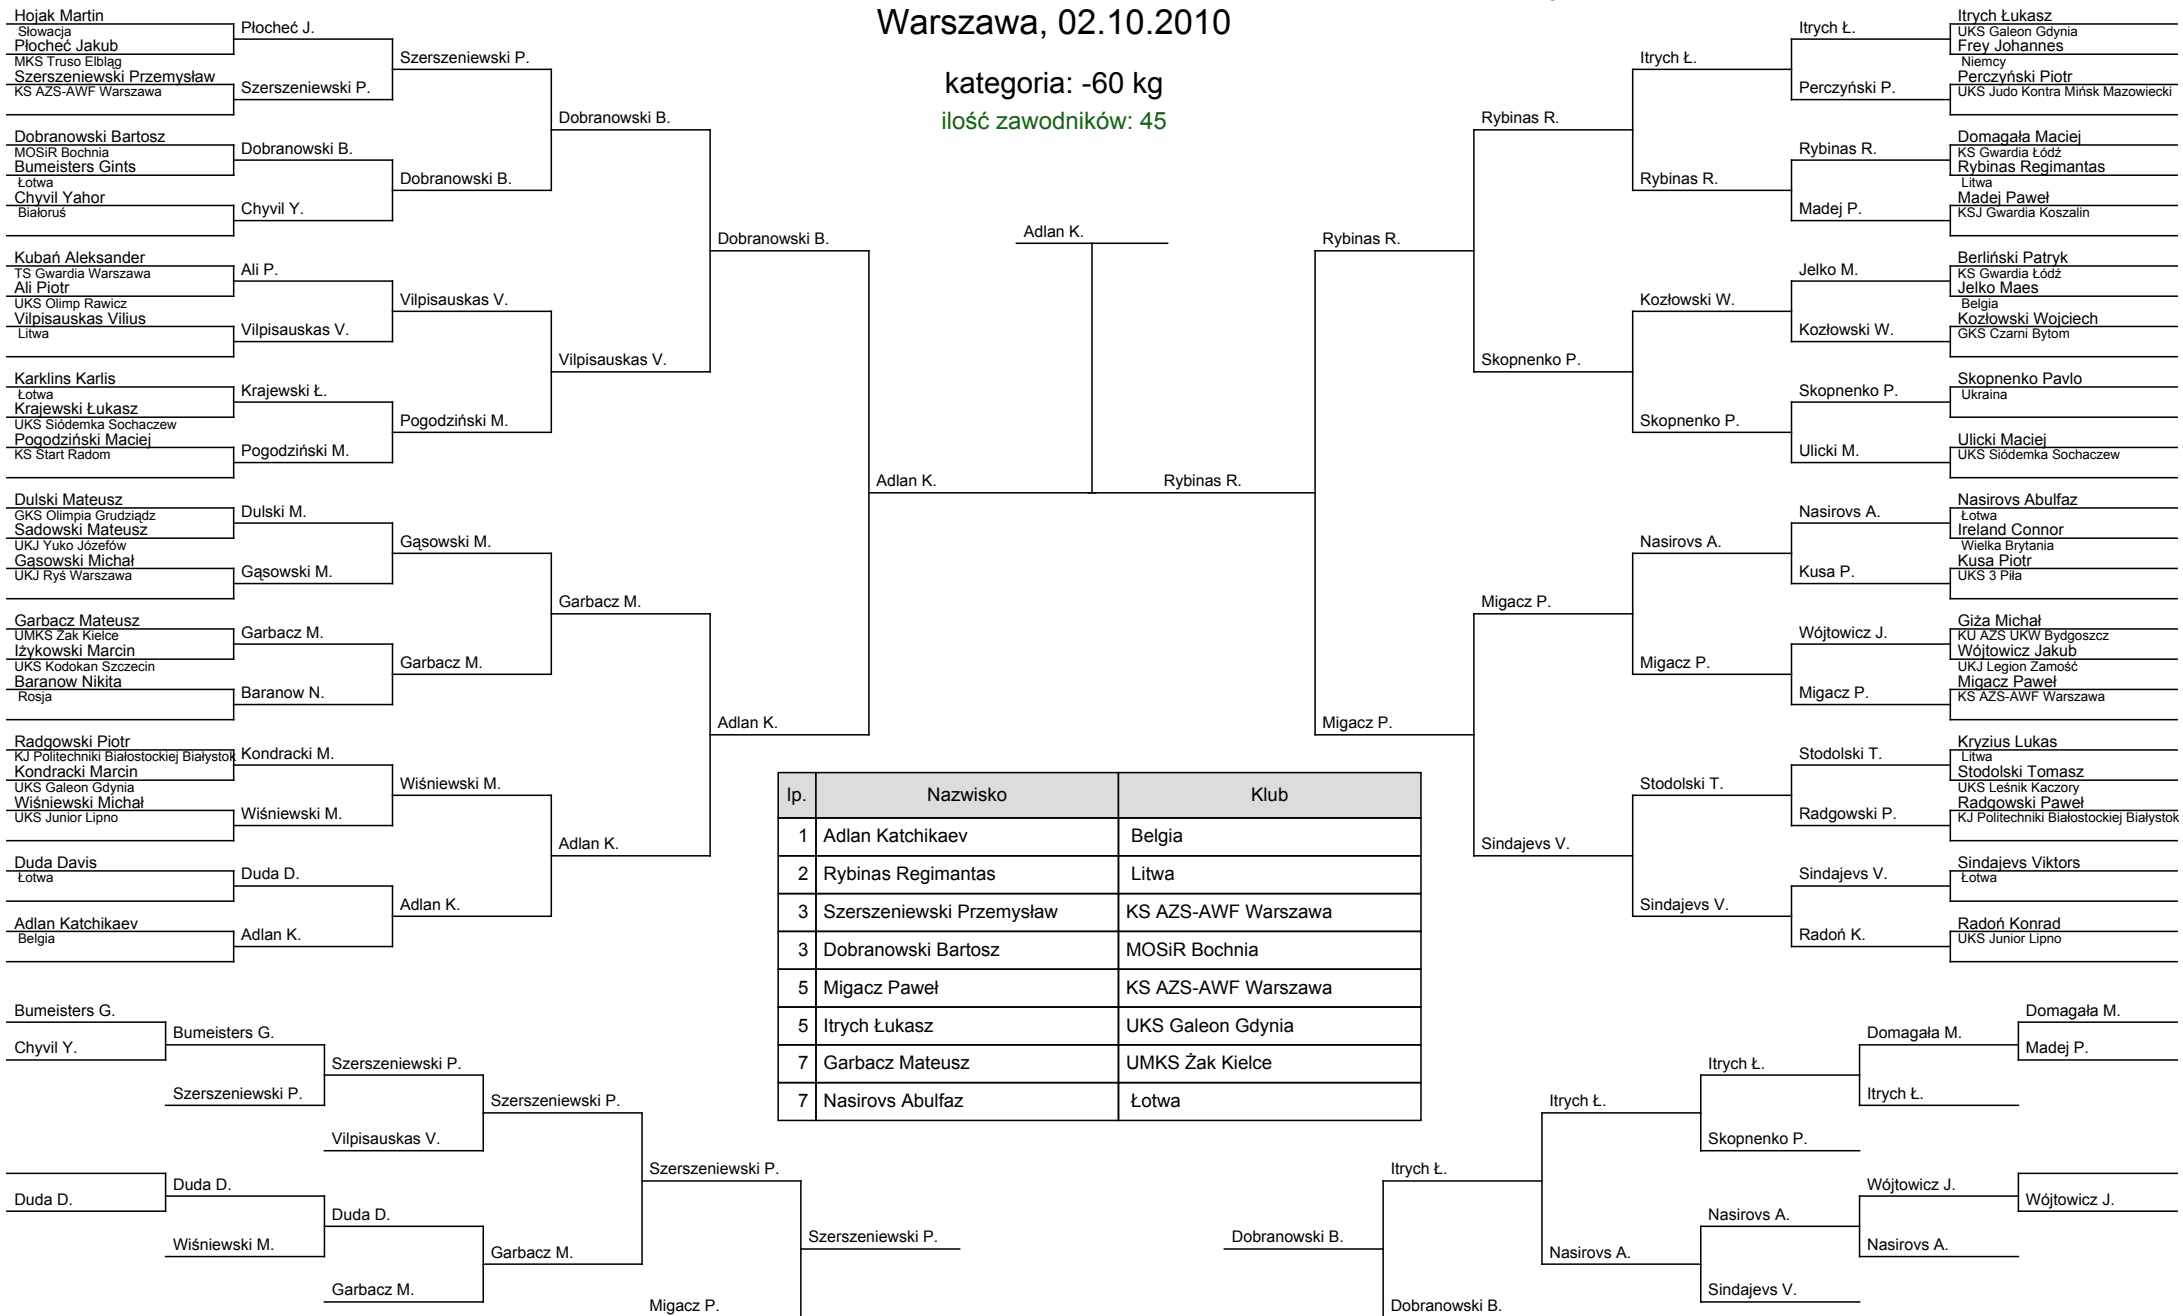 Warszawa, 02.10.2010
kategoria: -60 kg
ilość zawodników: 45
Hojak Martin
Słowacja
Płocheć Jakub
MKS Truso Elbląg
Szerszeniewski Przemysław
KS AZS-AWF Warszawa
Dobranowski Bartosz
MOSiR Bochnia
Bumeisters Gints
Łotwa
Chyvil Yahor
Białoruś
Kubań Aleksander
TS Gwardia Warszawa
Ali Piotr
UKS Olimp Rawicz
Vilpisauskas Vilius
Litwa
Karklins Karlis
Łotwa
Krajewski Łukasz
UKS Siódemka Sochaczew
Pogodziński Maciej
KS Start Radom
Dulski Mateusz
GKS Olimpia Grudziądz
Sadowski Mateusz
UKJ Yuko Józefów
Gąsowski Michał
UKJ Ryś Warszawa
Garbacz Mateusz
UMKS Żak Kielce
Iżykowski Marcin
UKS Kodokan Szczecin
Baranow Nikita
Rosja
Radgowski Piotr
KJ Politechniki Białostockiej Białystok
Kondracki Marcin
UKS Galeon Gdynia
Wiśniewski Michał
UKS Junior Lipno
Duda Davis
Łotwa
Adlan Katchikaev
Belgia
Płocheć J.
Szerszeniewski P.
Dobranowski B.
Chyvil Y.
Ali P.
Vilpisauskas V.
Krajewski Ł.
Pogodziński M.
Dulski M.
Gąsowski M.
Garbacz M.
Baranow N.
Kondracki M.
Wiśniewski M.
Duda D.
Adlan K.
Szerszeniewski P.
Dobranowski B.
Vilpisauskas V.
Pogodziński M.
Gąsowski M.
Garbacz M.
Wiśniewski M.
Adlan K.
Dobranowski B.
Vilpisauskas V.
Garbacz M.
Adlan K.
Dobranowski B.
Adlan K.
Adlan K.
Adlan K.
Rybinas R.
Rybinas R.
Migacz P.
Rybinas R.
Skopnenko P.
Migacz P.
Sindajevs V.
Itrych Ł.
Rybinas R.
Kozłowski W.
Skopnenko P.
Nasirovs A.
Migacz P.
Stodolski T.
Sindajevs V.
Itrych Ł.
Perczyński P.
Rybinas R.
Madej P.
Jelko M.
Kozłowski W.
Skopnenko P.
Ulicki M.
Nasirovs A.
Kusa P.
Wójtowicz J.
Migacz P.
Stodolski T.
Radgowski P.
Sindajevs V.
Radoń K.
Itrych Łukasz
UKS Galeon Gdynia
Frey Johannes
Niemcy
Perczyński Piotr
UKS Judo Kontra Mińsk Mazowiecki
Domagała Maciej
KS Gwardia Łódź
Rybinas Regimantas
Litwa
Madej Paweł
KSJ Gwardia Koszalin
Berliński Patryk
KS Gwardia Łódź
Jelko Maes
Belgia
Kozłowski Wojciech
GKS Czarni Bytom
Skopnenko Pavlo
Ukraina
Ulicki Maciej
UKS Siódemka Sochaczew
Nasirovs Abulfaz
Łotwa
Ireland Connor
Wielka Brytania
Kusa Piotr
UKS 3 Piła
Giża Michał
KU AZS UKW Bydgoszcz
Wójtowicz Jakub
UKJ Legion Zamość
Migacz Paweł
KS AZS-AWF Warszawa
Kryzius Lukas
Litwa
Stodolski Tomasz
UKS Leśnik Kaczory
Radgowski Paweł
KJ Politechniki Białostockiej Białystok
Sindajevs Viktors
Łotwa
Radoń Konrad
UKS Junior Lipno
lp. Nazwisko Klub
1 Adlan Katchikaev Belgia
2 Rybinas Regimantas Litwa
3 Szerszeniewski Przemysław KS AZS-AWF Warszawa
3 Dobranowski Bartosz MOSiR Bochnia
5 Migacz Paweł KS AZS-AWF Warszawa
5 Itrych Łukasz UKS Galeon Gdynia
7 Garbacz Mateusz UMKS Żak Kielce
7 Nasirovs Abulfaz Łotwa
Bumeisters G.
Chyvil Y.
Duda D.
Bumeisters G.
Szerszeniewski P.
Duda D.
Wiśniewski M.
Szerszeniewski P.
Vilpisauskas V.
Duda D.
Garbacz M.
Szerszeniewski P.
Garbacz M.
Szerszeniewski P.
Migacz P.
Szerszeniewski P.
Dobranowski B.
Itrych Ł.
Dobranowski B.
Itrych Ł.
Nasirovs A.
Itrych Ł.
Skopnenko P.
Nasirovs A.
Sindajevs V.
Domagała M.
Itrych Ł.
Wójtowicz J.
Nasirovs A.
Domagała M.
Madej P.
Wójtowicz J.